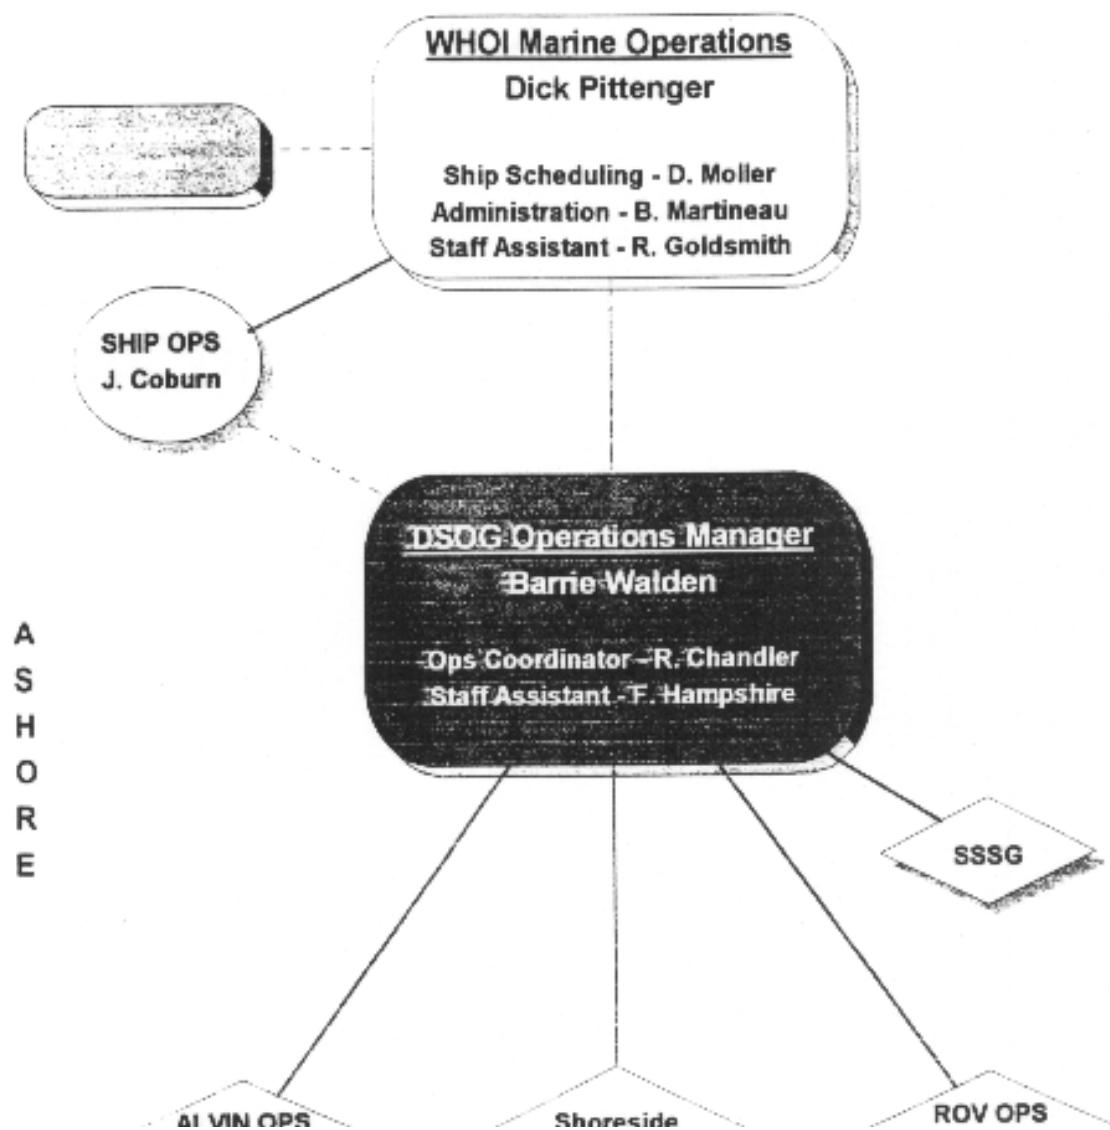 WHOI Marine Operations
Dick Pittenger
Ship Scheduling - D. Moller
Administration - B. Martineau
Staff Assistant - R. Goldsmith
SHIP OPS
J. Coburn
DSOG Operations Manager
Barrie Walden
Ops Coordinator - R. Chandler
Staff Assistant - F. Hampshire
A
S
H
O
R
E
SSSG
ALVIN OPS
Shoreside
ROV OPS